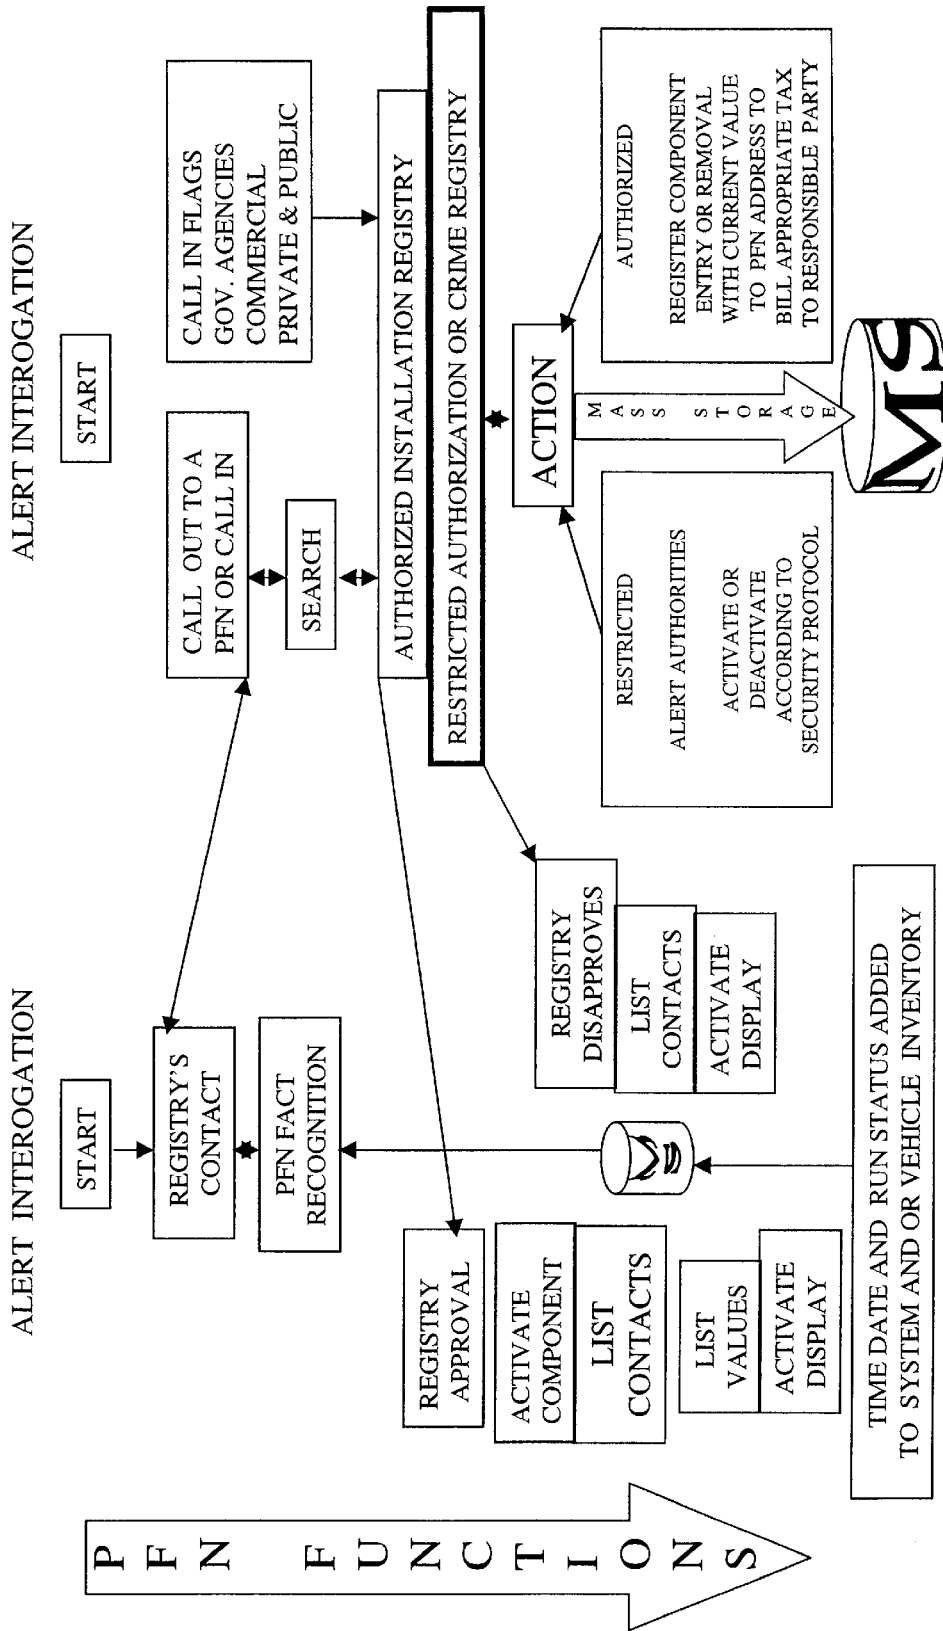 ALERT INTEROGATION
START
REGISTRY'S
CONTACT
PFN FACT
RECOGNITION
REGISTRY
APPROVAL
ACTIVATE
COMPONENT
LIST
CONTACTS
LIST
VALUES
ACTIVATE
DISPLAY
REGISTRY
DISAPPROVES
LIST
CONTACTS
ACTIVATE
DISPLAY
TIME DATE AND RUN STATUS ADDED
TO SYSTEM AND OR VEHICLE INVENTORY
PFN FUNCTIONS
ALERT INTEROGATION
START
CALL OUT TO A
PFN OR CALL IN
SEARCH
CALL IN FLAGS
GOV. AGENCIES
COMMERCIAL
PRIVATE & PUBLIC
AUTHORIZED INSTALLATION REGISTRY
RESTRICTED AUTHORIZATION OR CRIME REGISTRY
ACTION
RESTRICTED
ALERT AUTHORITIES
ACTIVATE OR
DEACTIVATE
ACCORDING TO
SECURITY PROTOCOL
MASS STORAGE
MS
AUTHORIZED
REGISTER COMPONENT
ENTRY OR REMOVAL
WITH CURRENT VALUE
TO PFN ADDRESS TO
BILL APPROPRIATE TAX
TO RESPONSIBLE PARTY